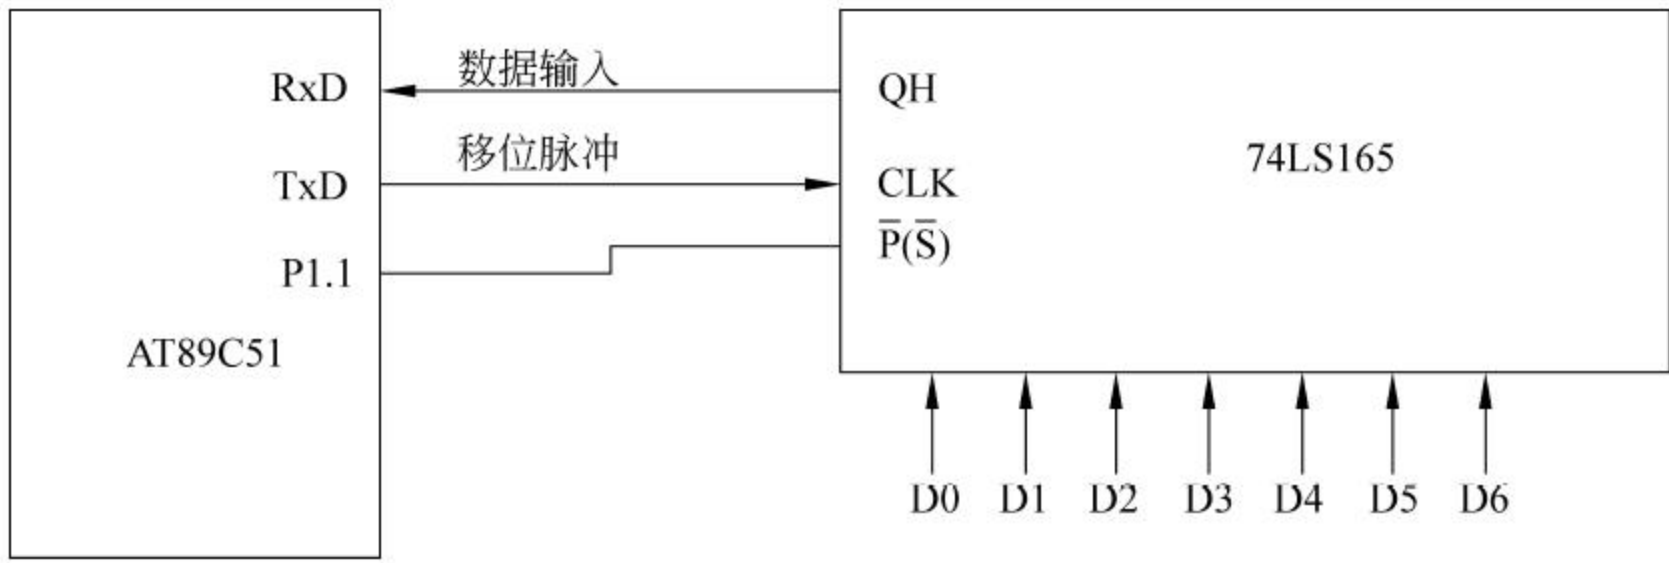 数据输入
RxD
QH
移位脉冲
74LS165
TxD
CLK
P̅(S̅)
P1.1
AT89C51
D0 D1 D2 D3 D4 D5 D6